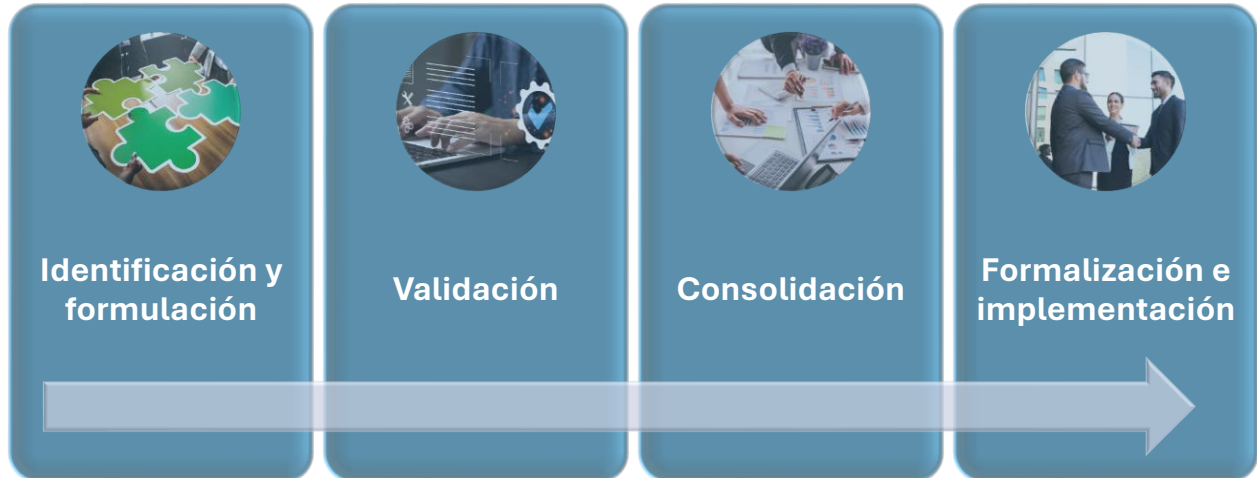 Identificación y
formulación
Validación
Consolidación
Formalización e
implementación